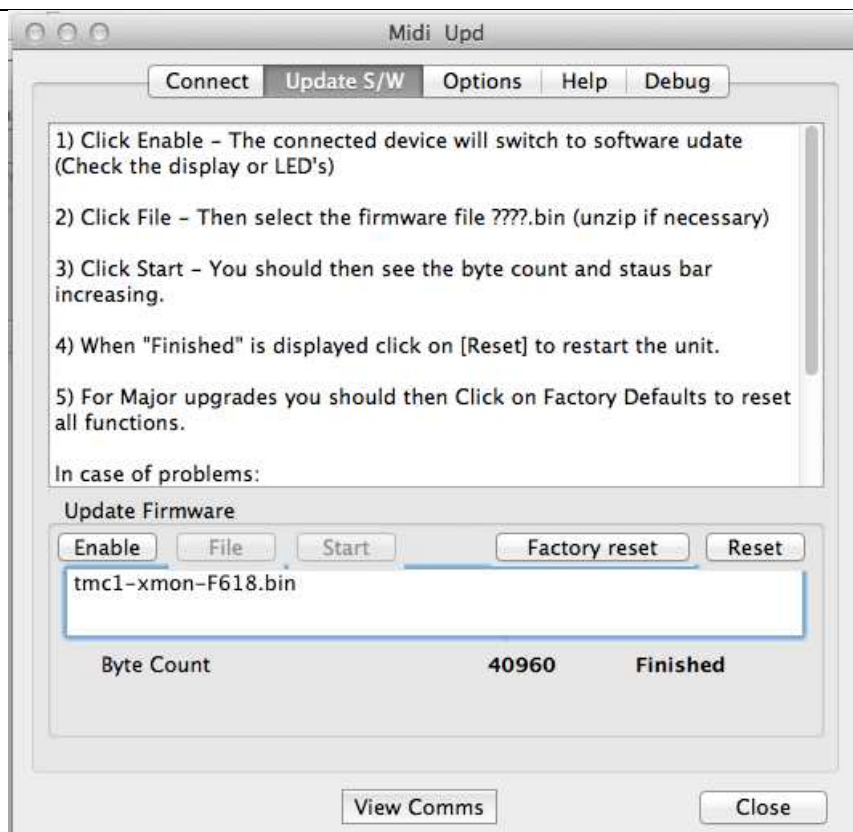 Midi Upd
Connect Update S/W Options Help Debug
1) Click Enable – The connected device will switch to software udate
(Check the display or LED's)
2) Click File – Then select the firmware file ????.bin (unzip if necessary)
3) Click Start – You should then see the byte count and staus bar
increasing.
4) When "Finished" is displayed click on [Reset] to restart the unit.
5) For Major upgrades you should then Click on Factory Defaults to reset
all functions.
In case of problems:
Update Firmware
Enable File Start Factory reset Reset
tmc1-xmon-F618.bin
Byte Count 40960 Finished
View Comms Close